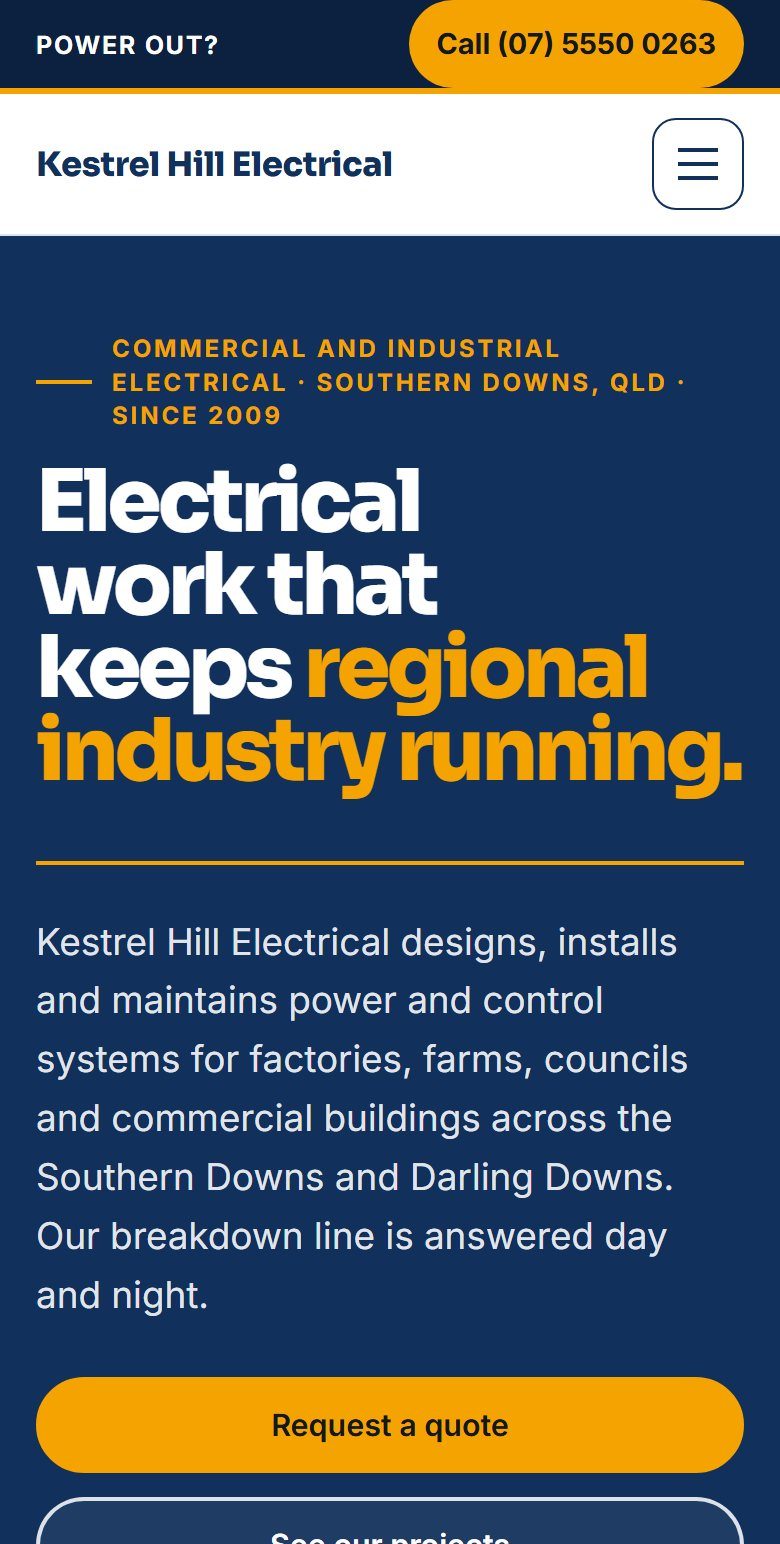 POWER OUT?
Call (07) 5550 0263
Kestrel Hill Electrical
COMMERCIAL AND INDUSTRIAL
ELECTRICAL · SOUTHERN DOWNS, QLD ·
SINCE 2009
Electrical
work that
keeps regional
industry running.
Kestrel Hill Electrical designs, installs
and maintains power and control
systems for factories, farms, councils
and commercial buildings across the
Southern Downs and Darling Downs.
Our breakdown line is answered day
and night.
Request a quote
See our projects